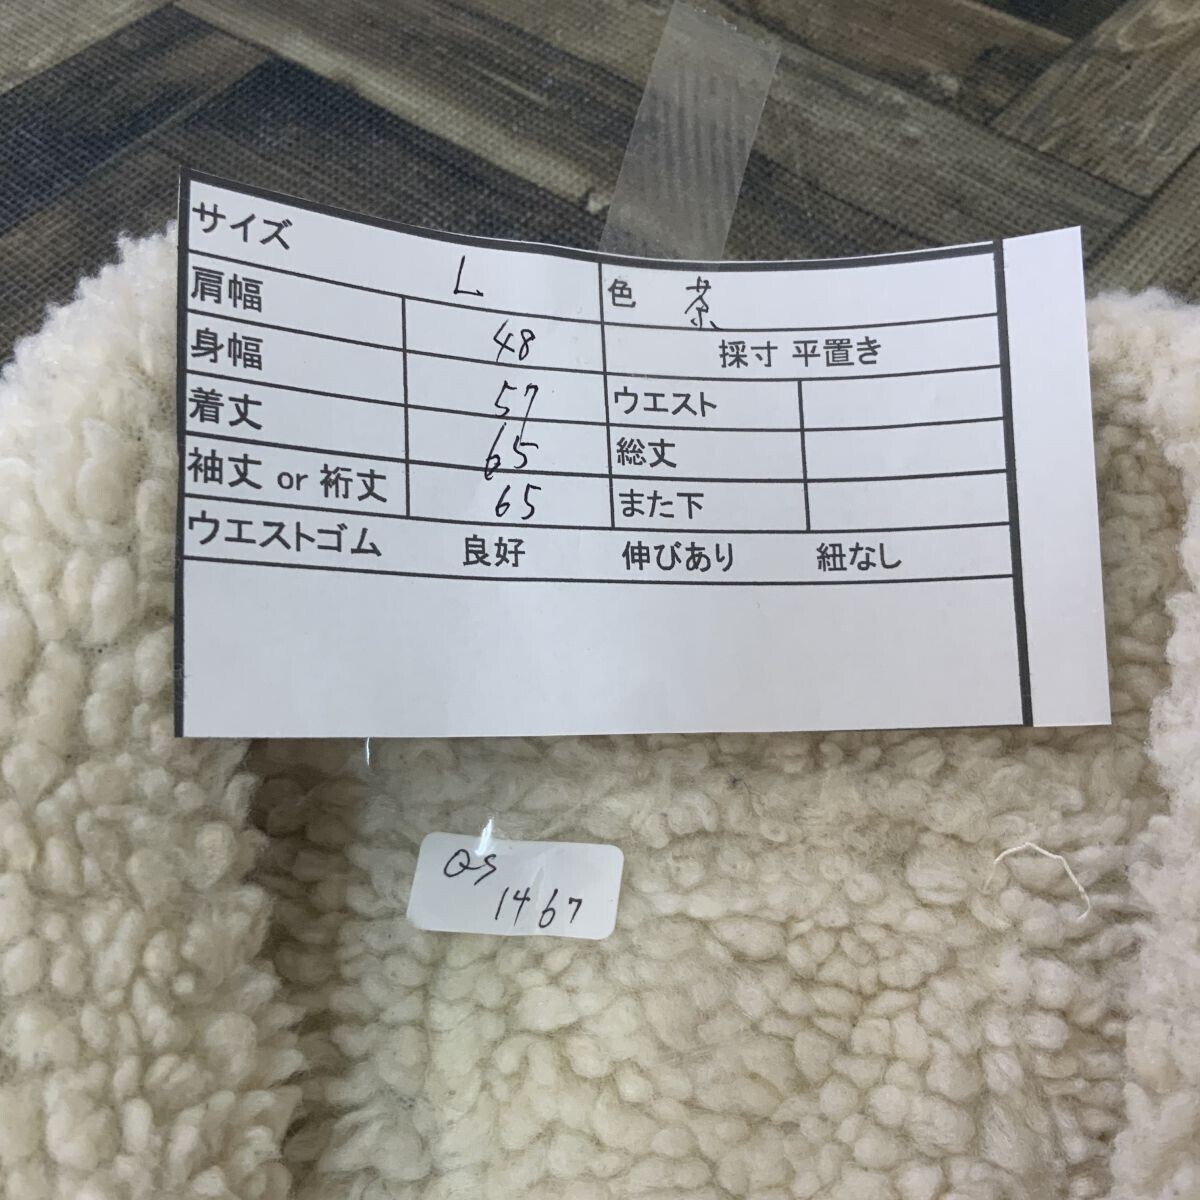 サイズ L 色 茶
肩幅 48 採寸 平置き
身幅 57 ウエスト
着丈 65 総丈
袖丈 or 裄丈 65 また下
ウエストゴム 良好 伸びあり 紐なし
QS
1467